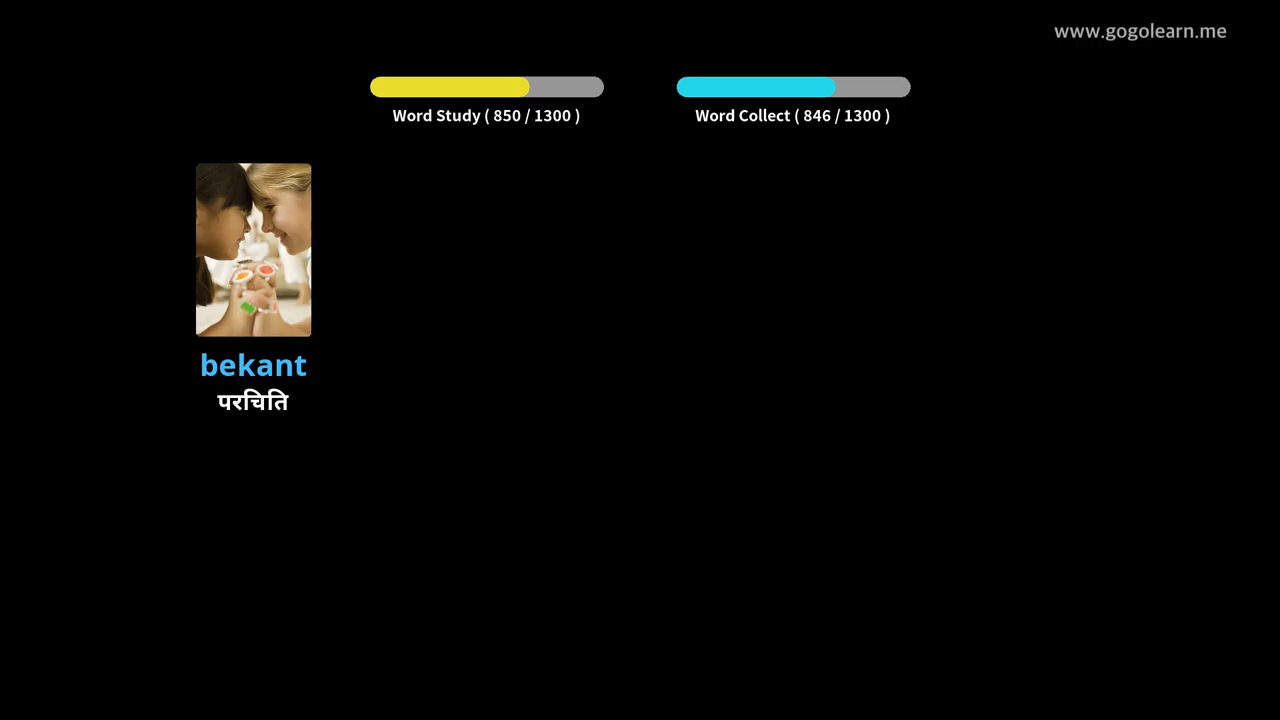 www.gogolearn.me
Word Study ( 850 / 1300 )
Word Collect ( 846 / 1300 )
bekant
परचिति